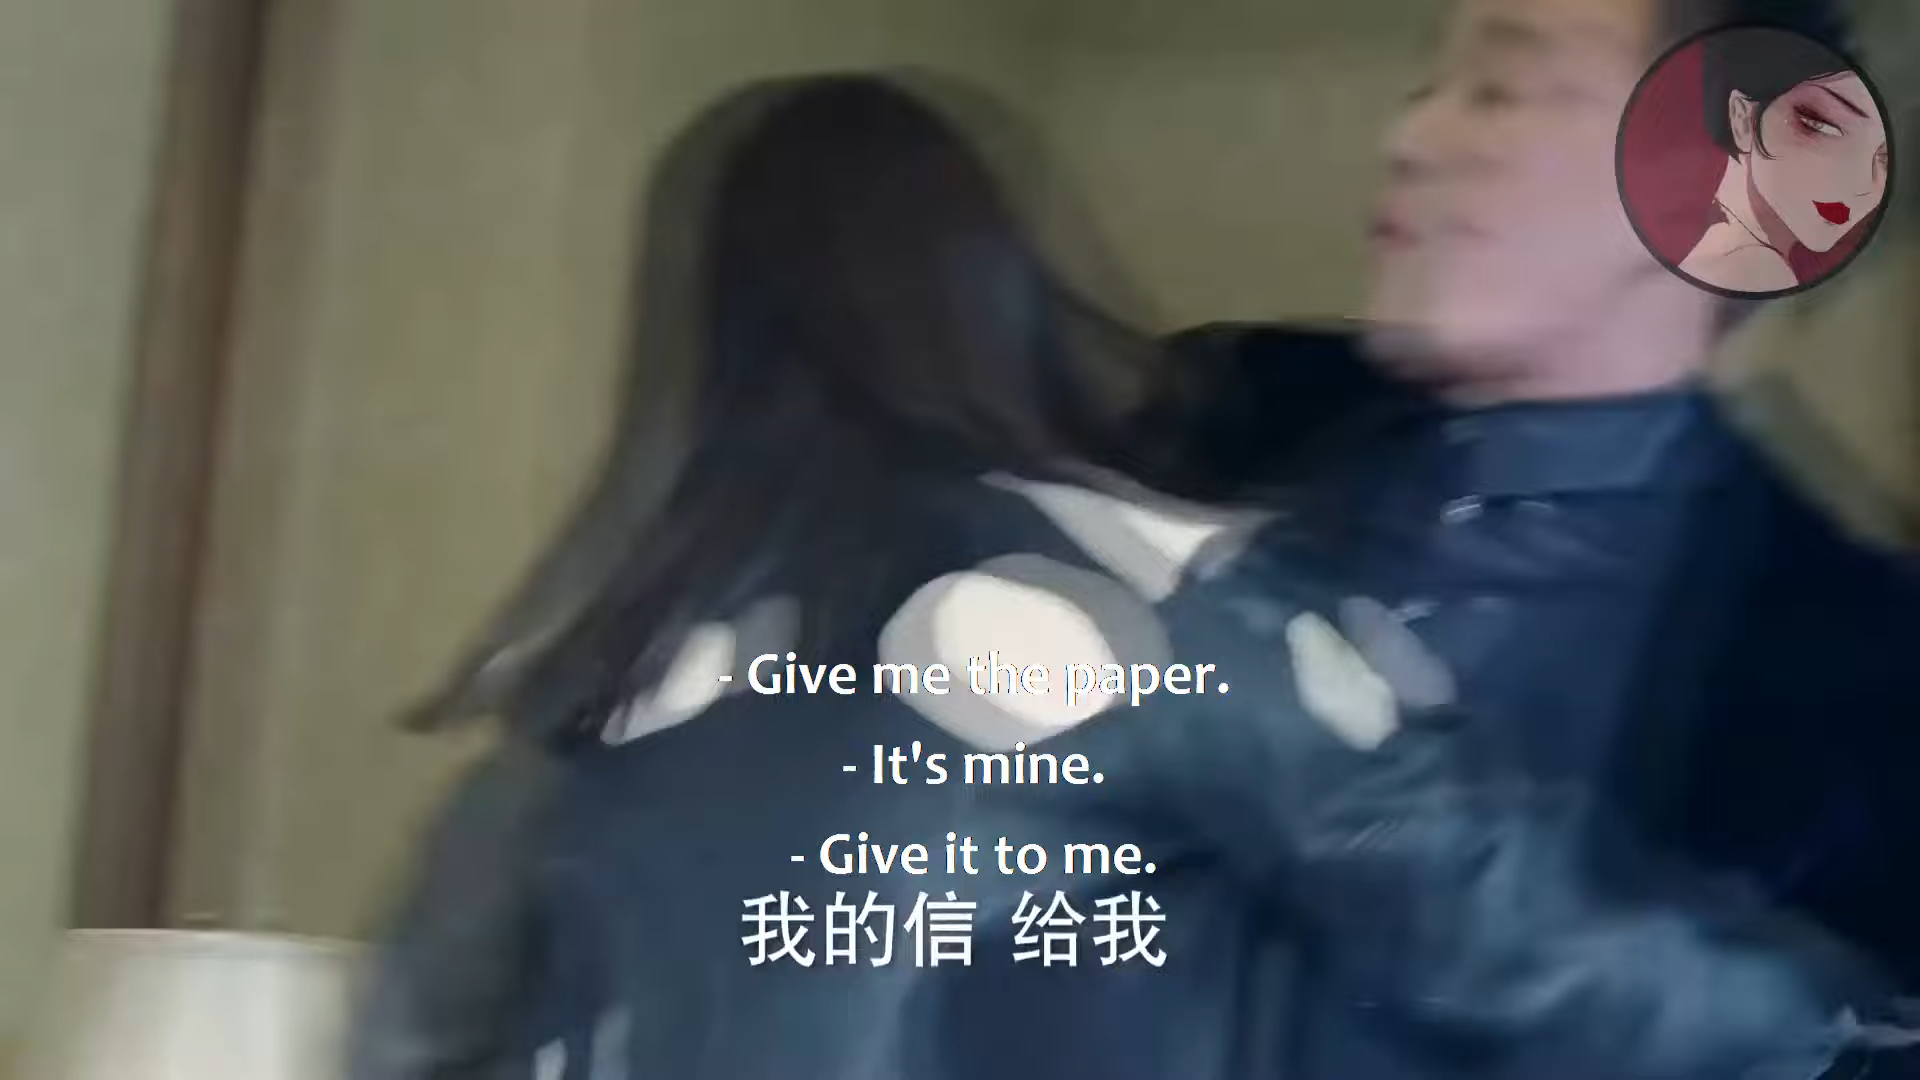 - Give me the paper.
- It's mine.
- Give it to me.
我的信 给我